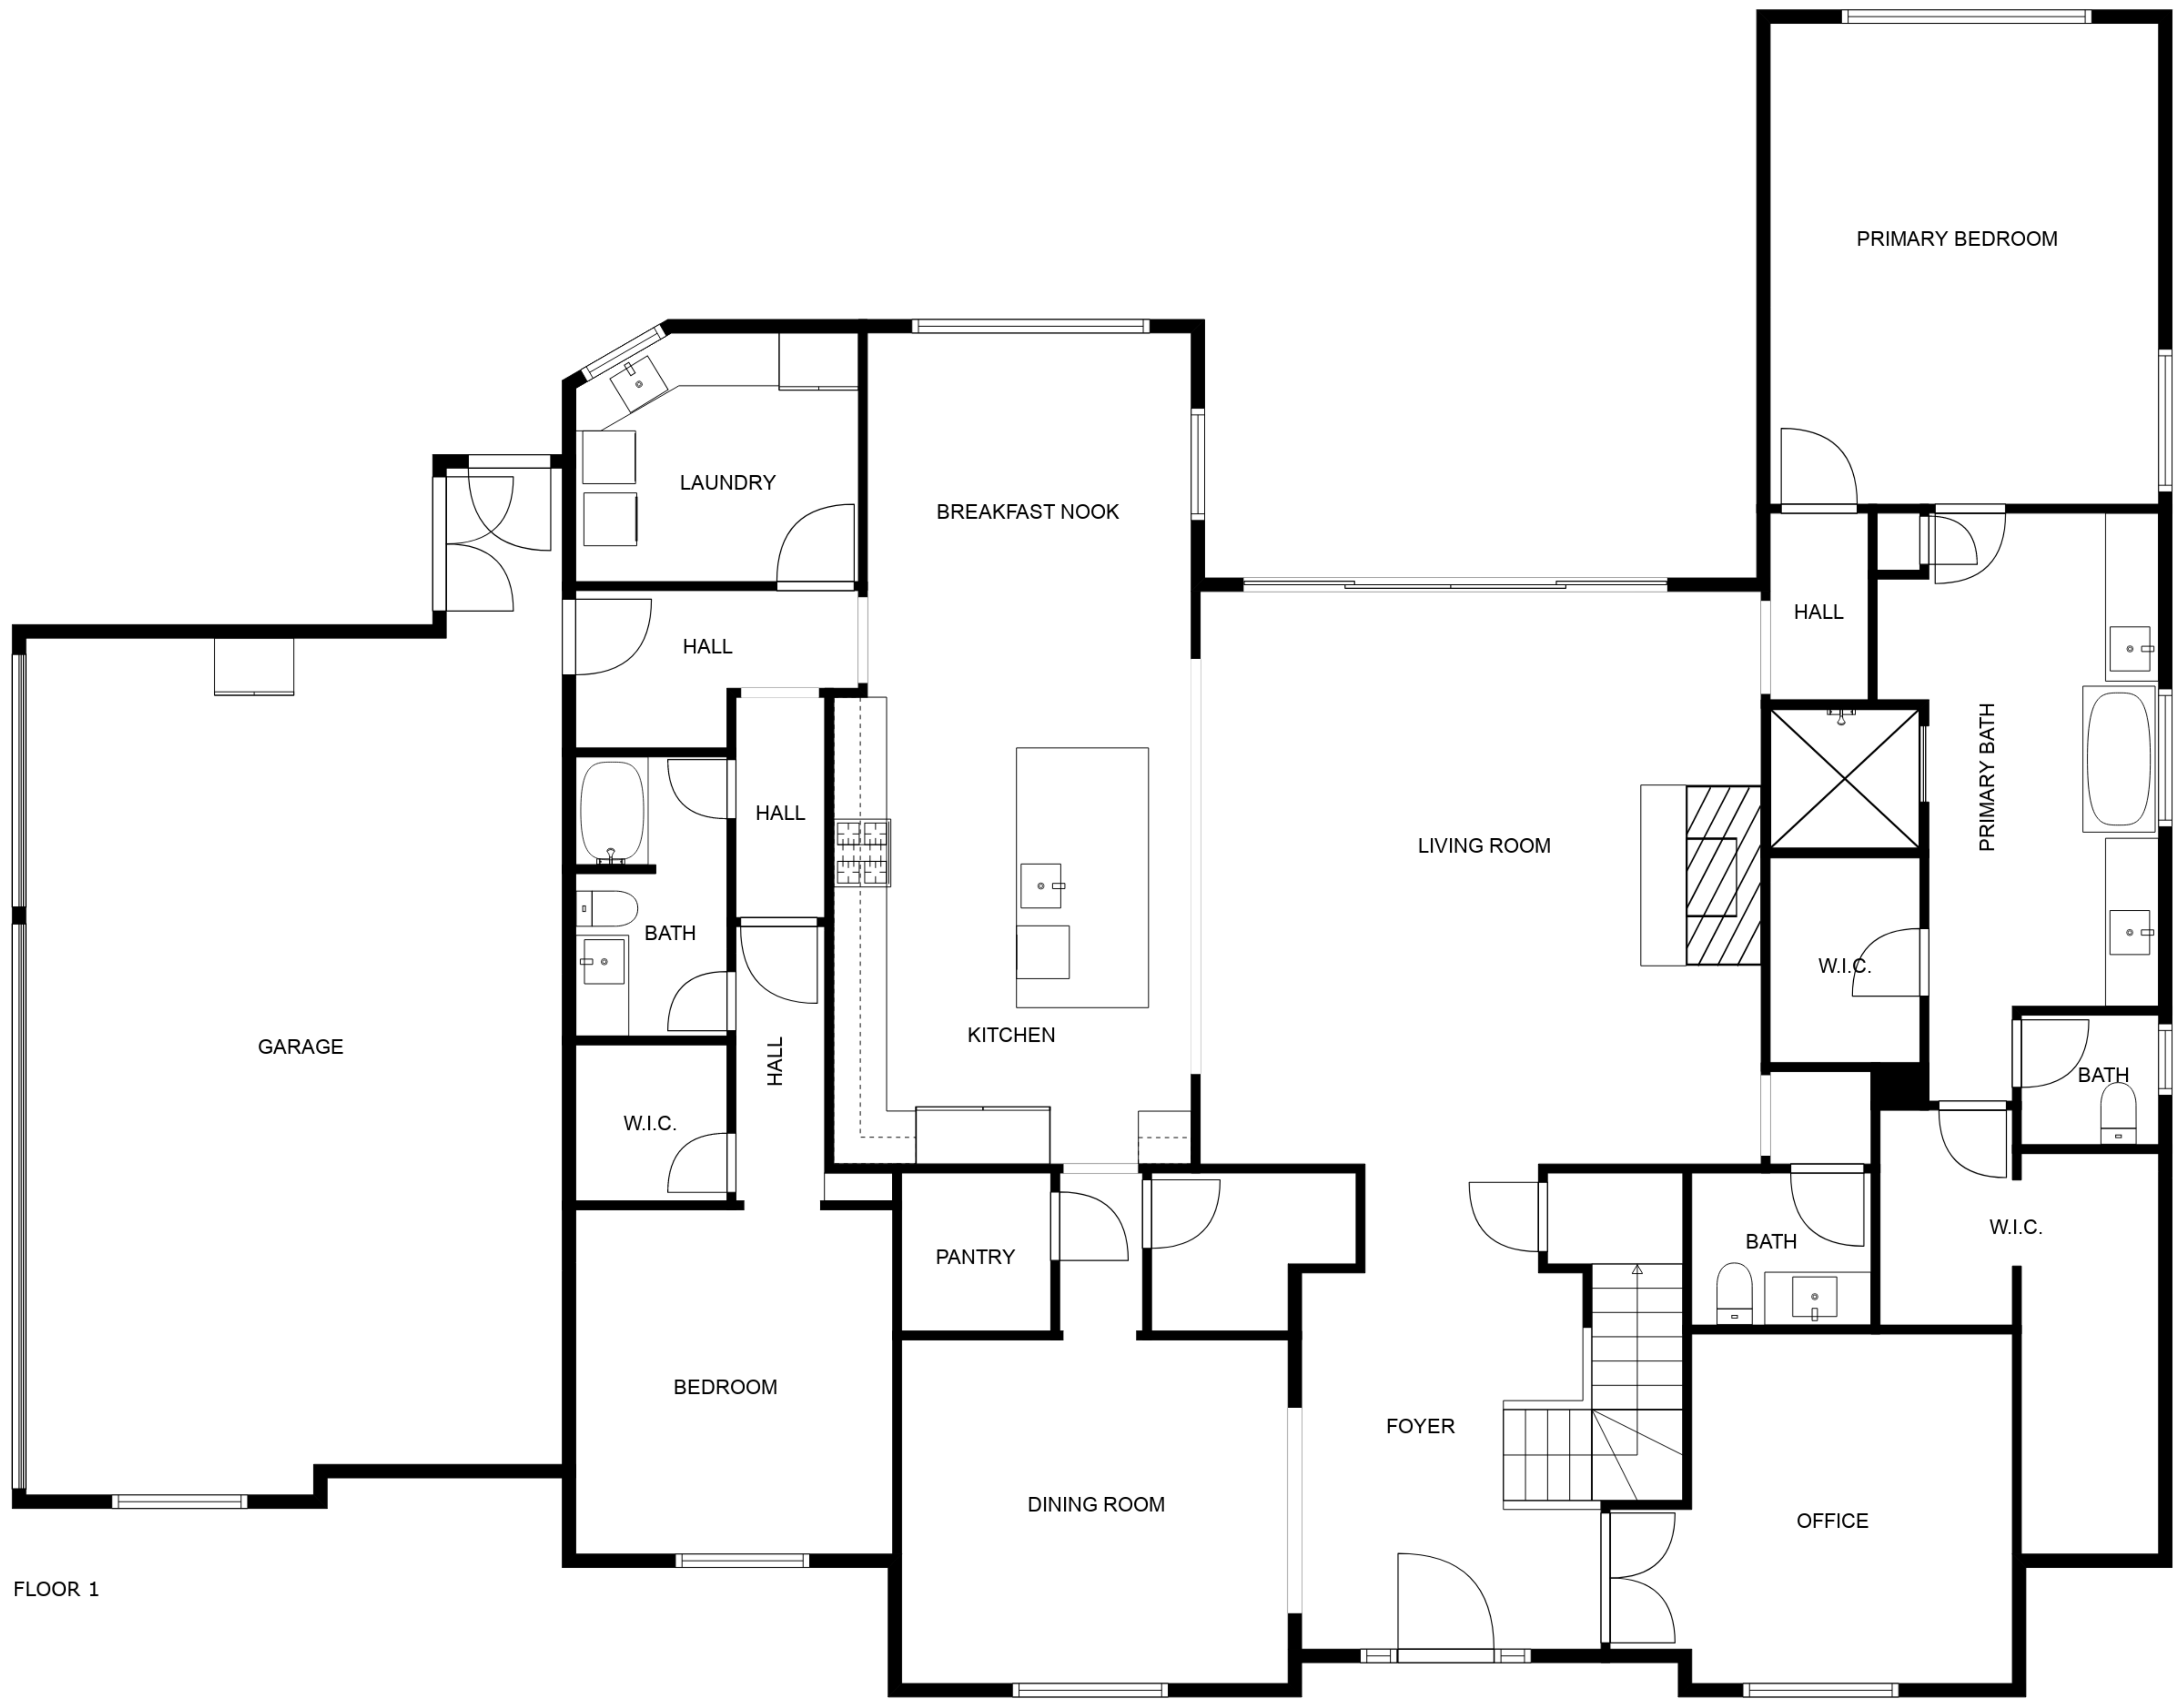 PRIMARY BEDROOM
LAUNDRY
BREAKFAST NOOK
HALL
HALL
PRIMARY BATH
HALL
LIVING ROOM
BATH
W.I.C.
GARAGE
KITCHEN
HALL
BATH
W.I.C.
W.I.C.
BATH
PANTRY
BEDROOM
FOYER
DINING ROOM
OFFICE
FLOOR 1